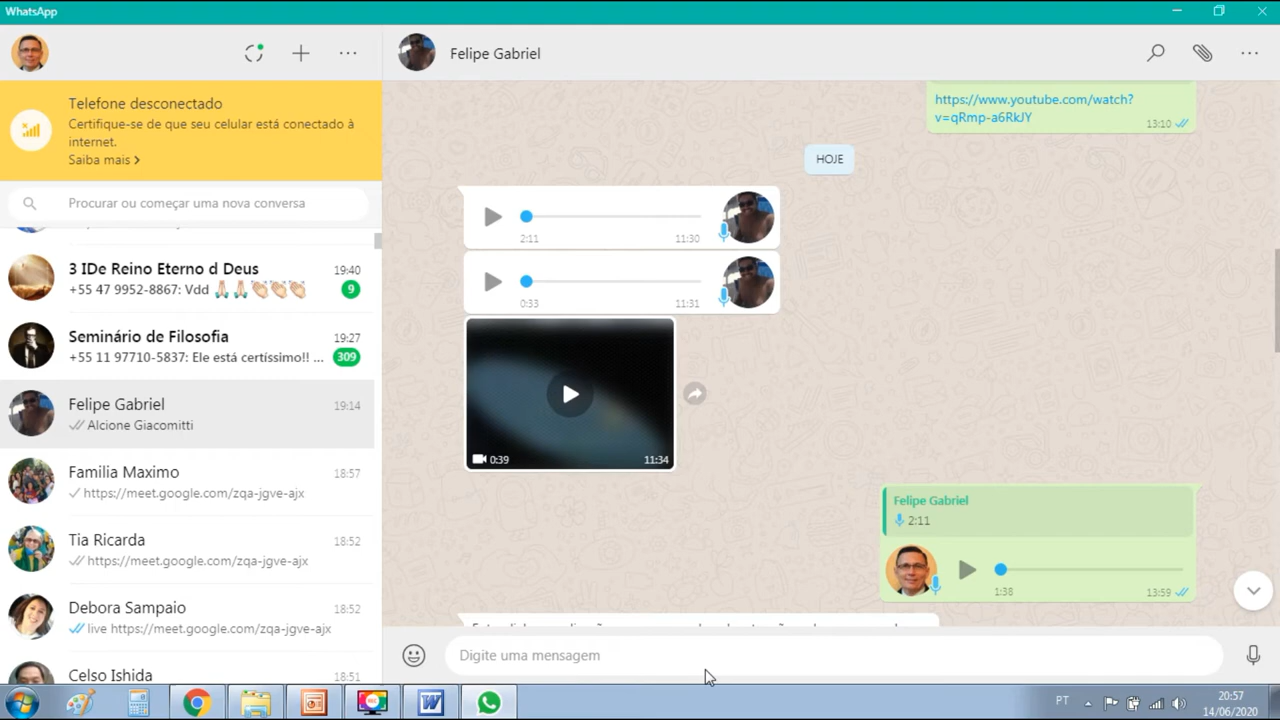 WhatsApp
Telefone desconectado
Certifique-se de que seu celular está conectado à
internet.
Saiba mais >
Procurar ou começar uma nova conversa
3 IDe Reino Eterno d Deus 19:40
+55 47 9952-8867: Vdd 🙏🏻🙏🏻👏🏻👏🏻👏🏻👏🏻 9
Seminário de Filosofia 19:27
+55 11 97710-5837: Ele está certíssimo!! ... 309
Felipe Gabriel 19:14
Alcione Giacomitti
Familia Maximo 18:57
https://meet.google.com/zqa-jgve-ajx
Tia Ricarda 18:52
https://meet.google.com/zqa-jgve-ajx
Debora Sampaio 18:52
live https://meet.google.com/zqa-jgve-ajx
Celso Ishida 18:51
Felipe Gabriel
https://www.youtube.com/watch?
v=qRmp-a6RkJY 13:10
HOJE
2:11 11:30
0:33 11:31
0:39 11:34
Felipe Gabriel
2:11
1:38 13:59
Digite uma mensagem
PT
20:57
14/06/2020